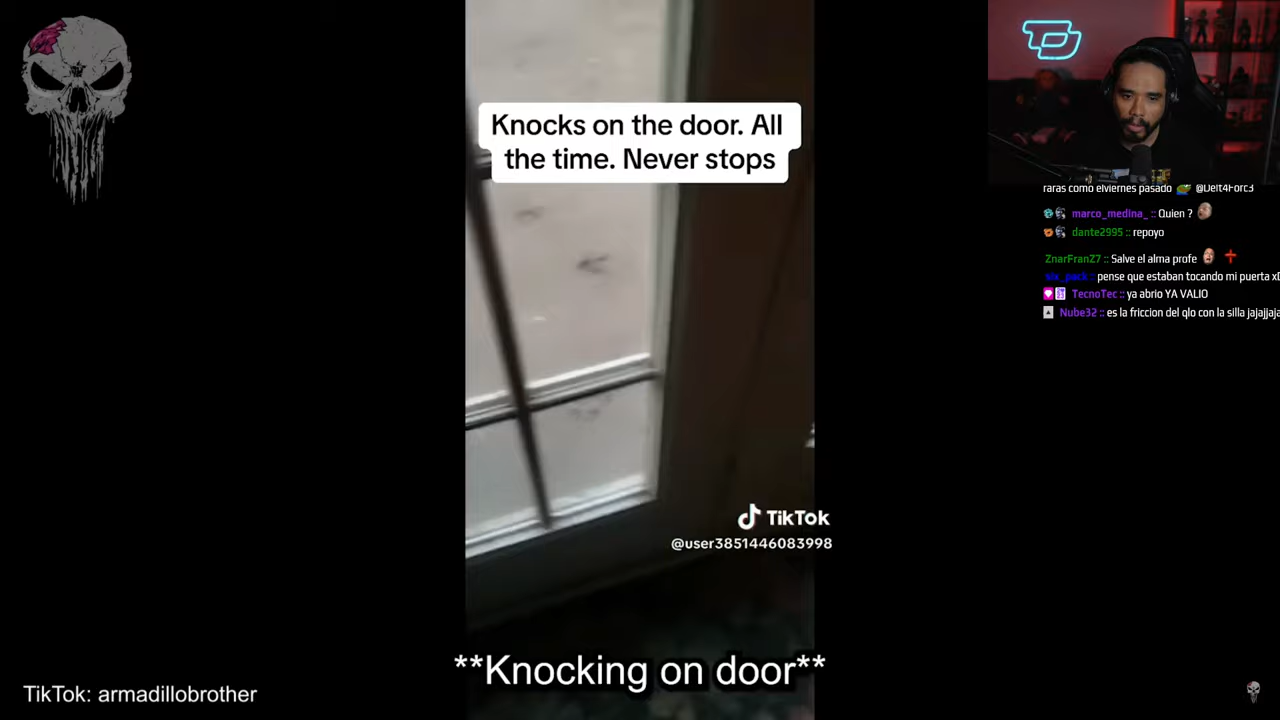 Knocks on the door. All
the time. Never stops
raras como elviernes pasado @Delt4Forc3
marco_medina_ :: Quien ?
dante2995 :: repoyo
ZnarFranZ7 :: Salve el alma profe
pense que estaban tocando mi puerta xD
TecnoTec :: ya abrio YA VALIO
Nube32 :: es la friccion del qlo con la silla jajajjaja
TikTok
@user3851446083998
**Knocking on door**
TikTok: armadillobrother